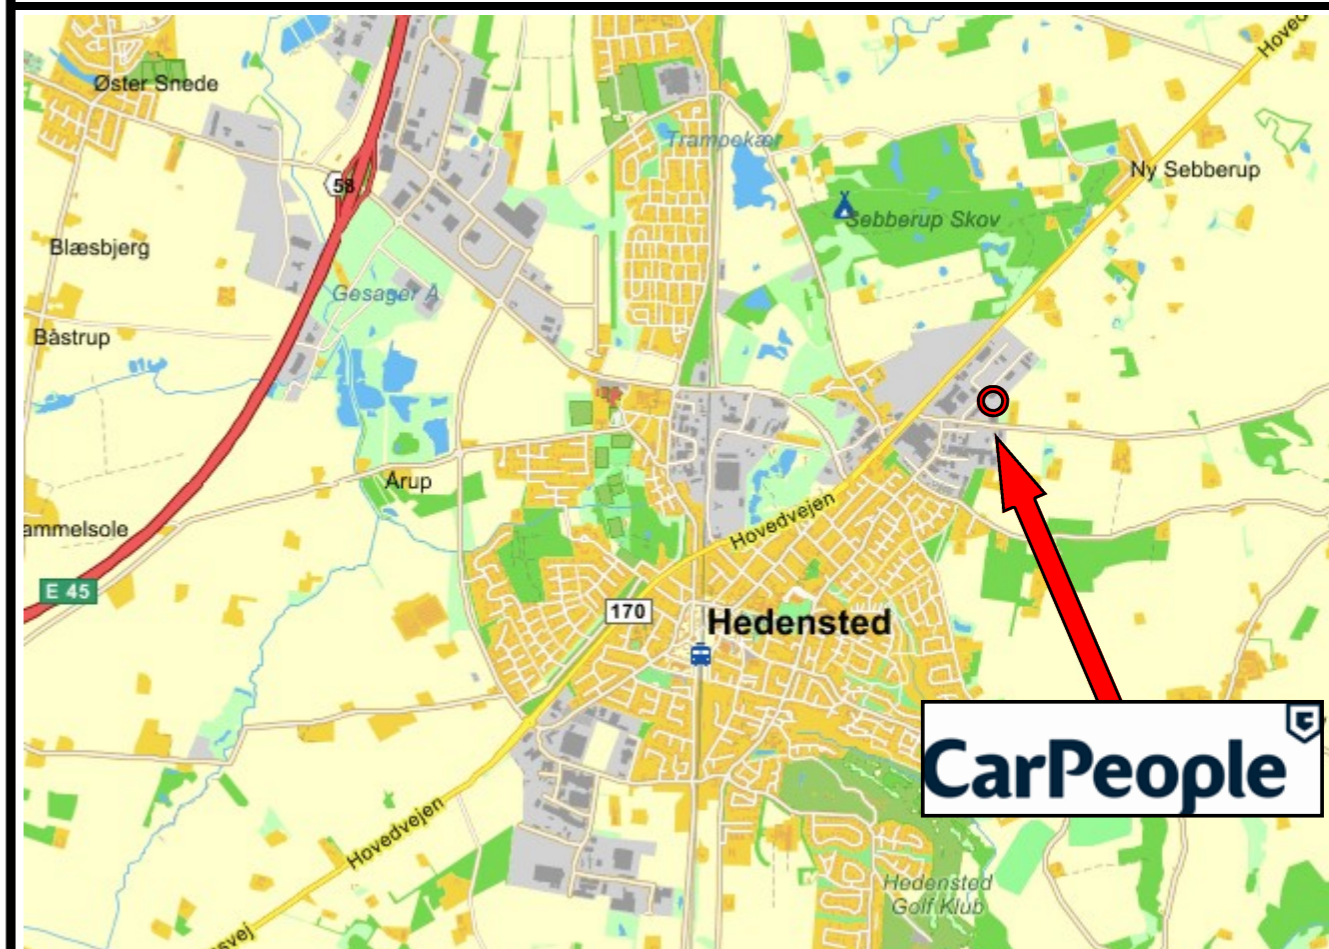 Hoved
Øster Snede
Trampekær
Ny Sebberup
58
Sebberup Skov
Blæsbjerg
Gesager Å
Båstrup
Årup
Hovedvejen
ammelsole
E 45
170
Hedensted
CarPeople
Hovedvejen
Hedensted
Golf Klub
svej